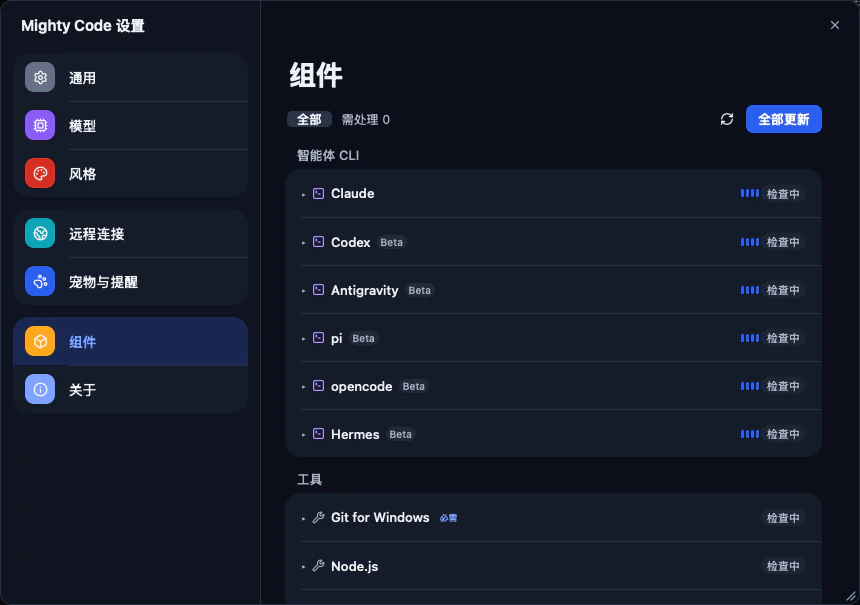 Mighty Code 设置
通用
模型
风格
远程连接
宠物与提醒
组件
关于
组件
全部 需处理 0 全部更新
智能体 CLI
Claude 检查中
Codex Beta 检查中
Antigravity Beta 检查中
pi Beta 检查中
opencode Beta 检查中
Hermes Beta 检查中
工具
Git for Windows 必需 检查中
Node.js 检查中